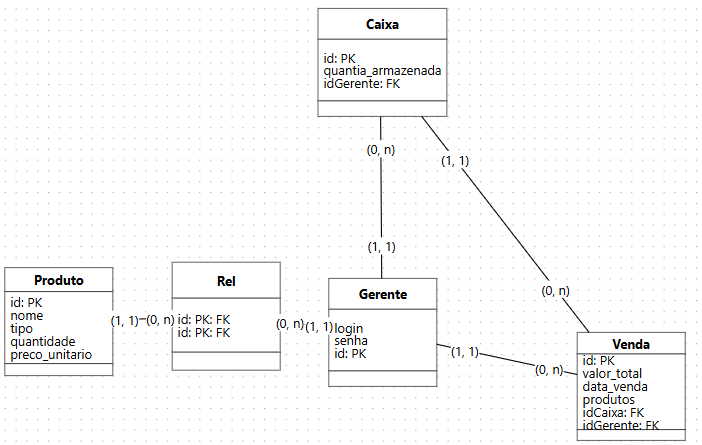 Caixa
id: PK
quantia_armazenada
idGerente: FK
(0, n)
(1, 1)
(1, 1)
(0, n)
Produto
id: PK
nome
tipo
quantidade
preco_unitario
(1, 1)
(0, n)
Rel
id: PK: FK
id: PK: FK
(0, n)
(1, 1)
Gerente
login
senha
id: PK
(1, 1)
(0, n)
Venda
id: PK
valor_total
data_venda
produtos
idCaixa: FK
idGerente: FK